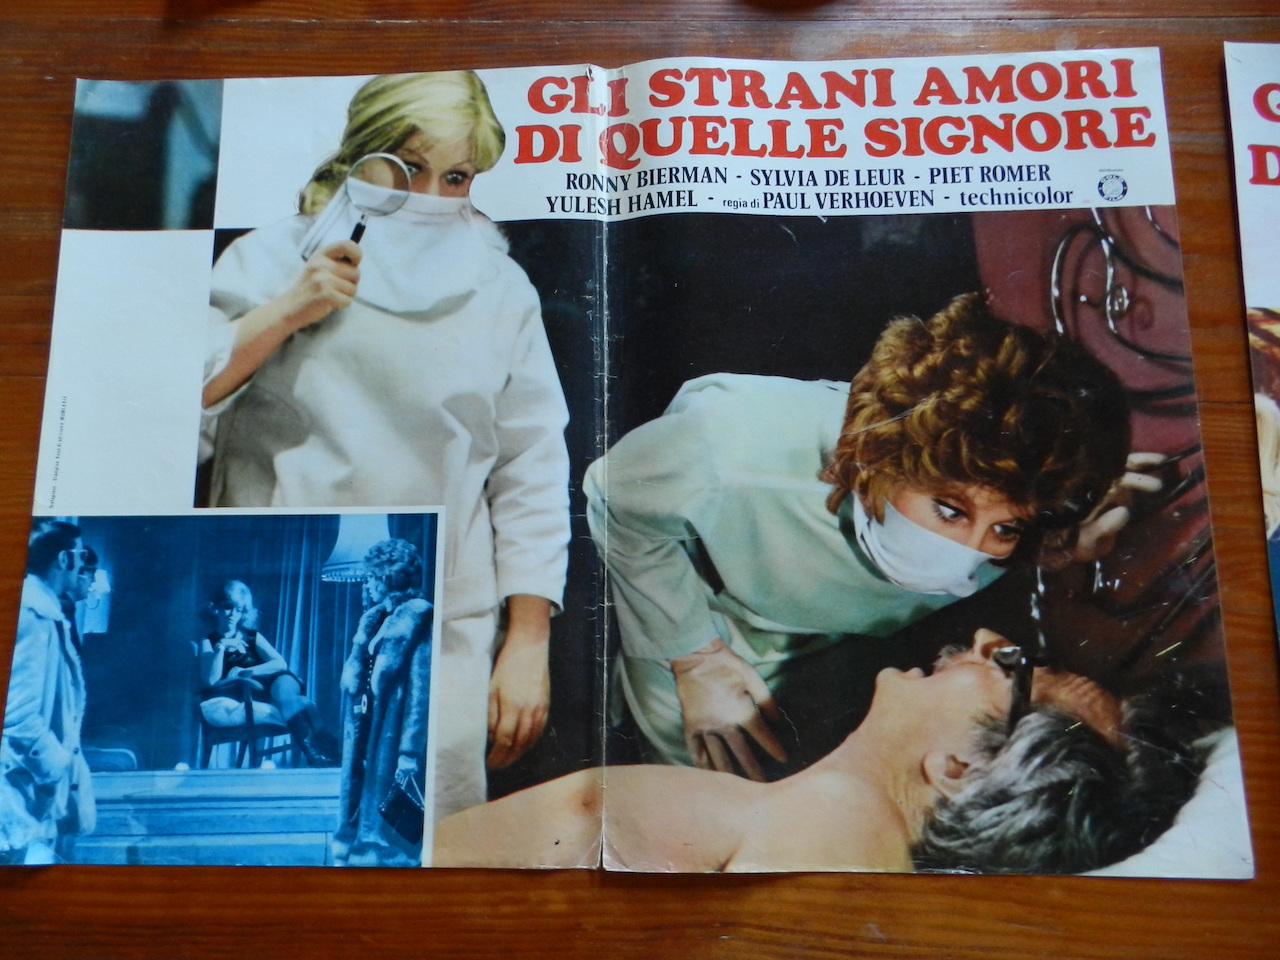 GLI STRANI AMORI
DI QUELLE SIGNORE
RONNY BIERMAN - SYLVIA DE LEUR - PIET ROMER
YULESH HAMEL - regia di PAUL VERHOEVEN - technicolor
G
D